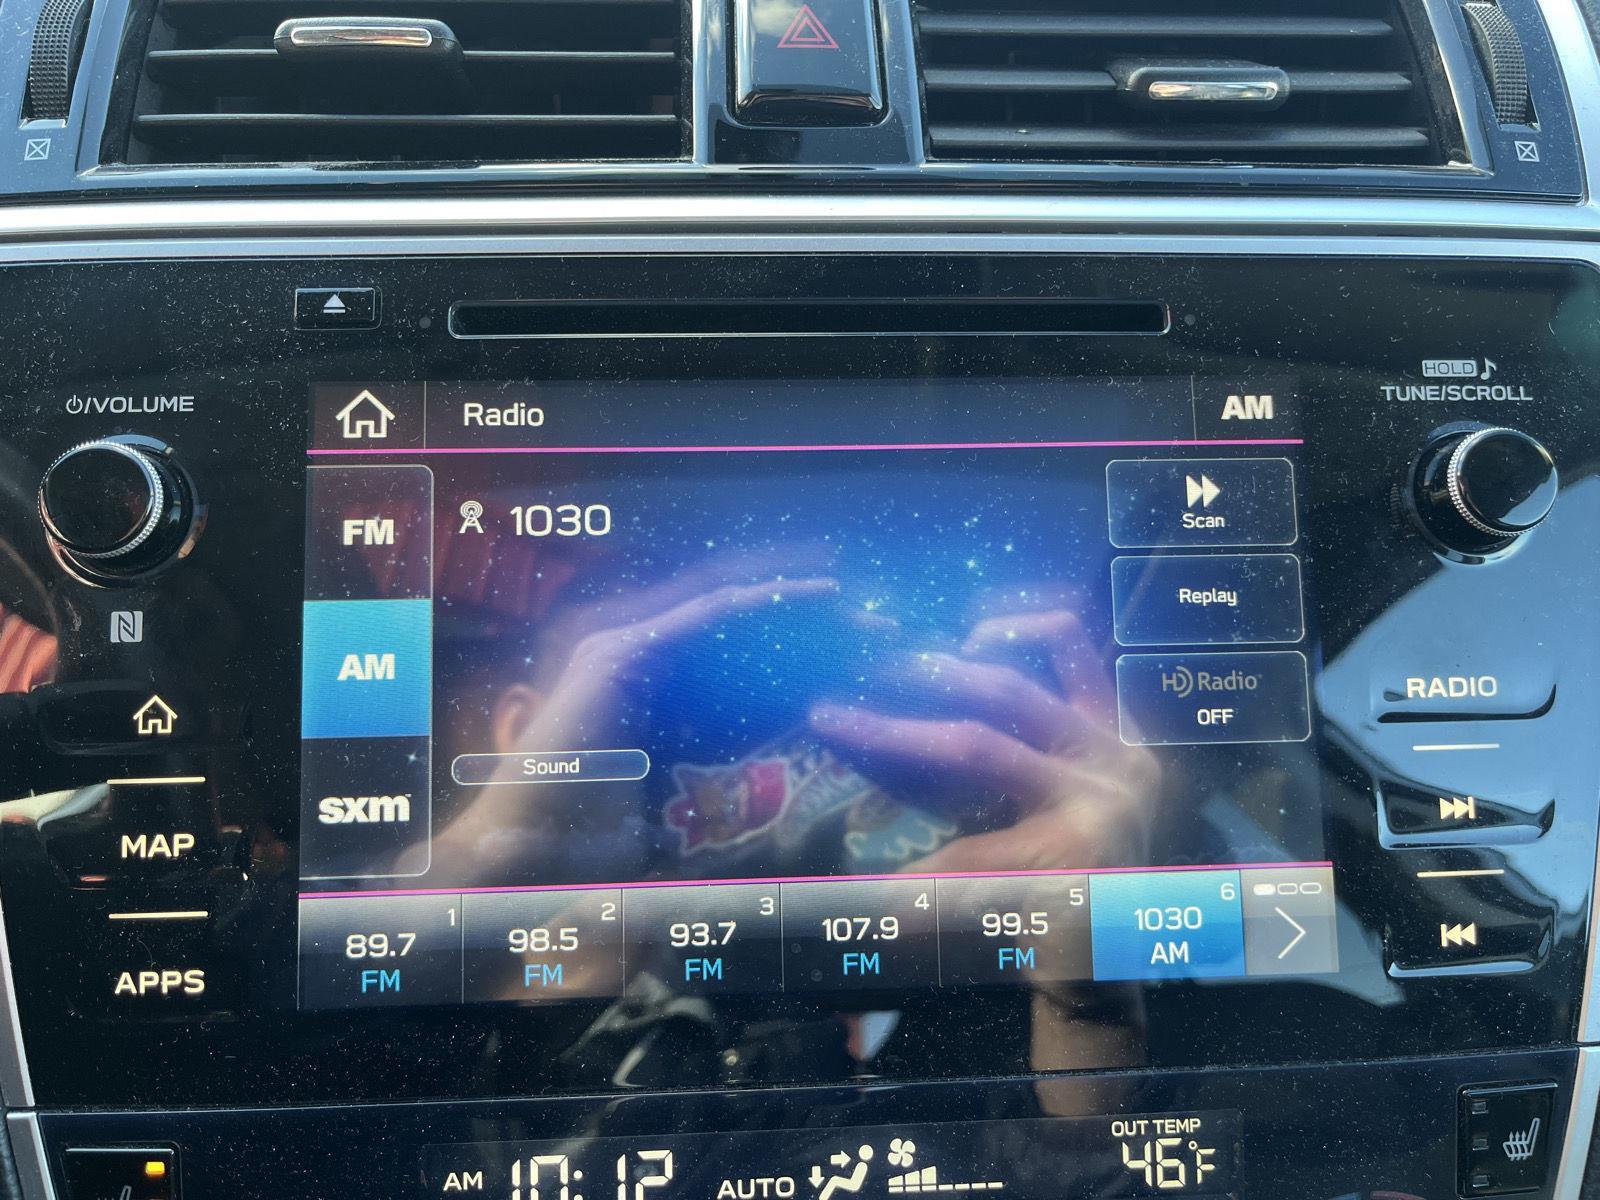 HOLD
/VOLUME
TUNE/SCROLL
Radio
AM
FM
1030
Scan
AM
Replay
HD Radio
OFF
Sound
sxm
MAP
APPS
RADIO
1
89.7
FM
2
98.5
FM
3
93.7
FM
4
107.9
FM
5
99.5
FM
6
1030
AM
OUT TEMP
AM 10:12
AUTO
46°F